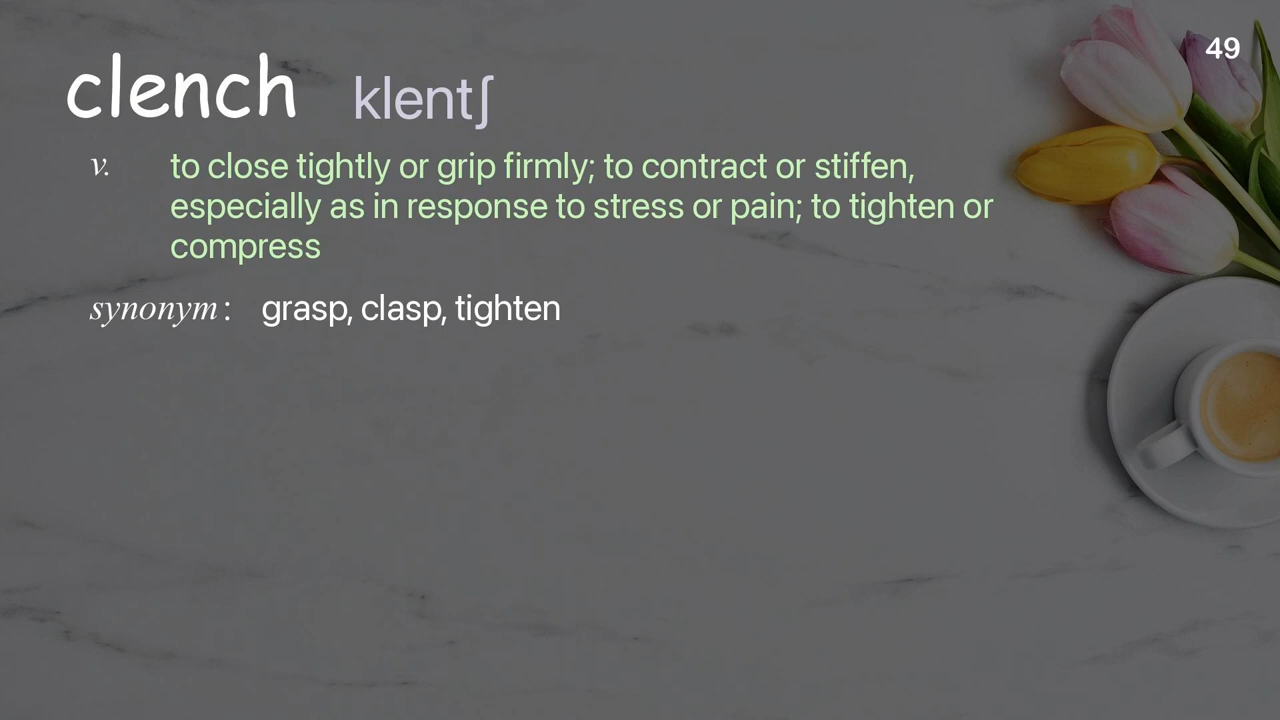 49
clench klentʃ
v. to close tightly or grip firmly; to contract or stiffen,
especially as in response to stress or pain; to tighten or
compress
synonym: grasp, clasp, tighten